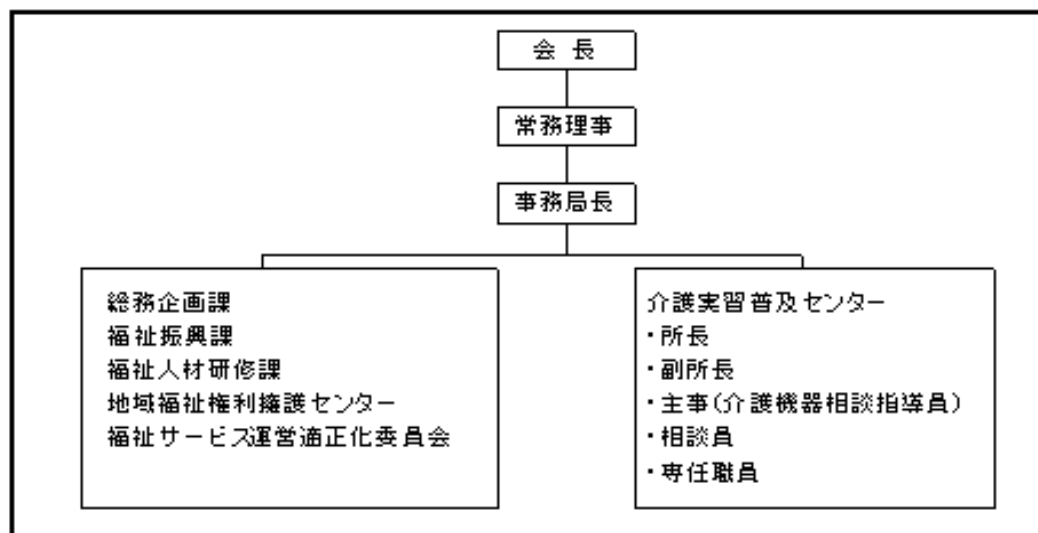 会 長
常務理事
事務局長
総務企画課
福祉振興課
福祉人材研修課
地域福祉権利擁護センター
福祉サービス運営適正化委員会
介護実習普及センター
・所長
・副所長
・主事(介護機器相談指導員)
・相談員
・専任職員